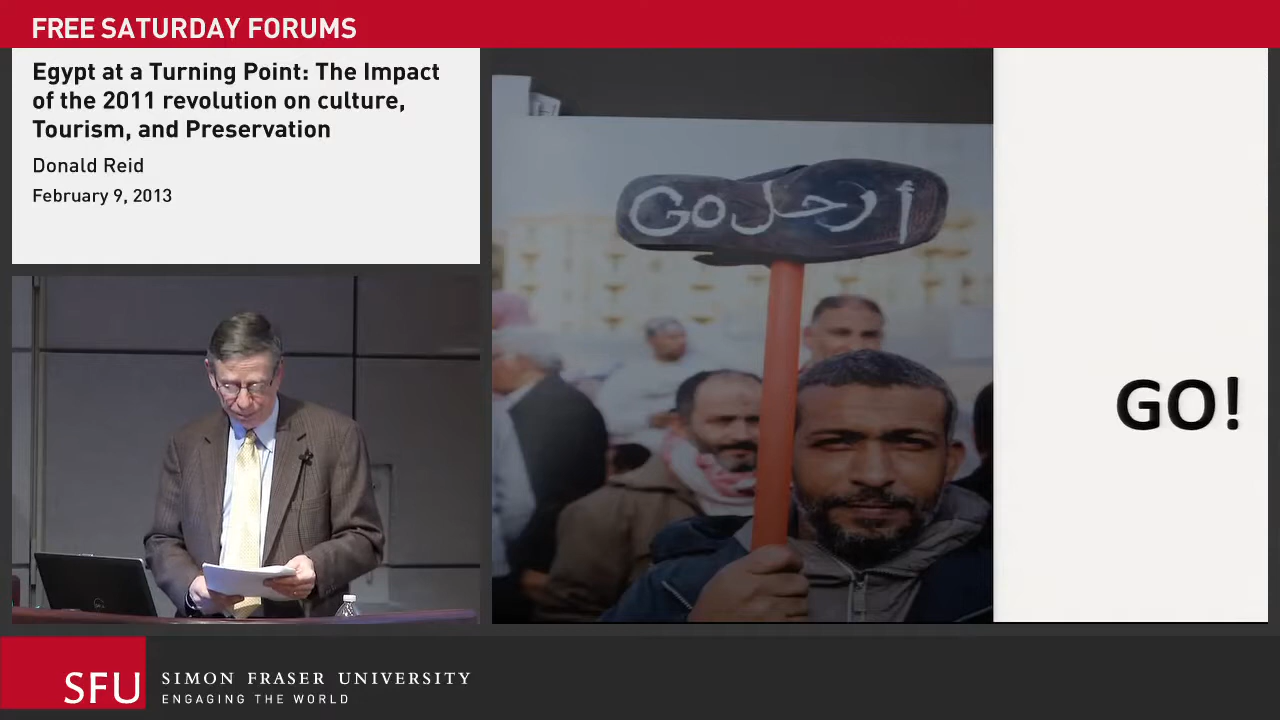 FREE SATURDAY FORUMS
Egypt at a Turning Point: The Impact
of the 2011 revolution on culture,
Tourism, and Preservation
Donald Reid
February 9, 2013
GO أرحل
GO!
SFU
SIMON FRASER UNIVERSITY
ENGAGING THE WORLD